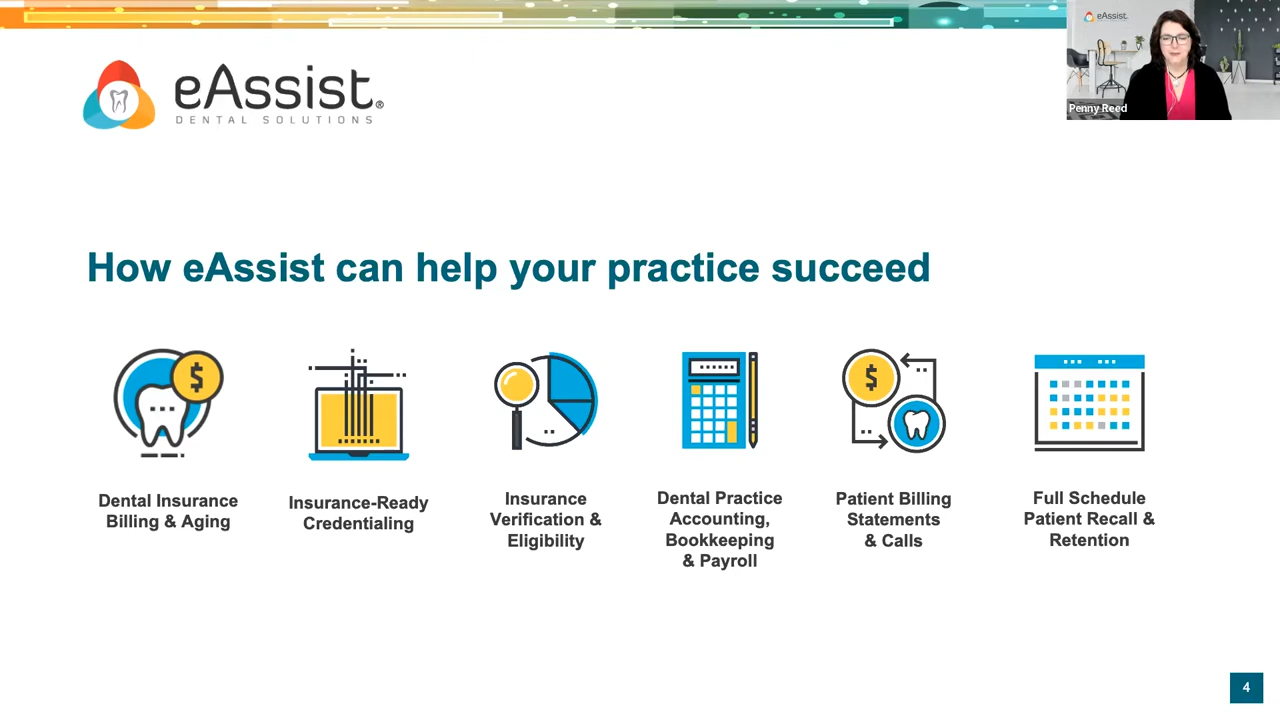 eAssist.
Penny Reed
eAssist®
DENTAL SOLUTIONS
How eAssist can help your practice succeed
Dental Insurance
Billing & Aging
Insurance-Ready
Credentialing
Insurance
Verification &
Eligibility
Dental Practice
Accounting,
Bookkeeping
& Payroll
Patient Billing
Statements
& Calls
Full Schedule
Patient Recall &
Retention
4